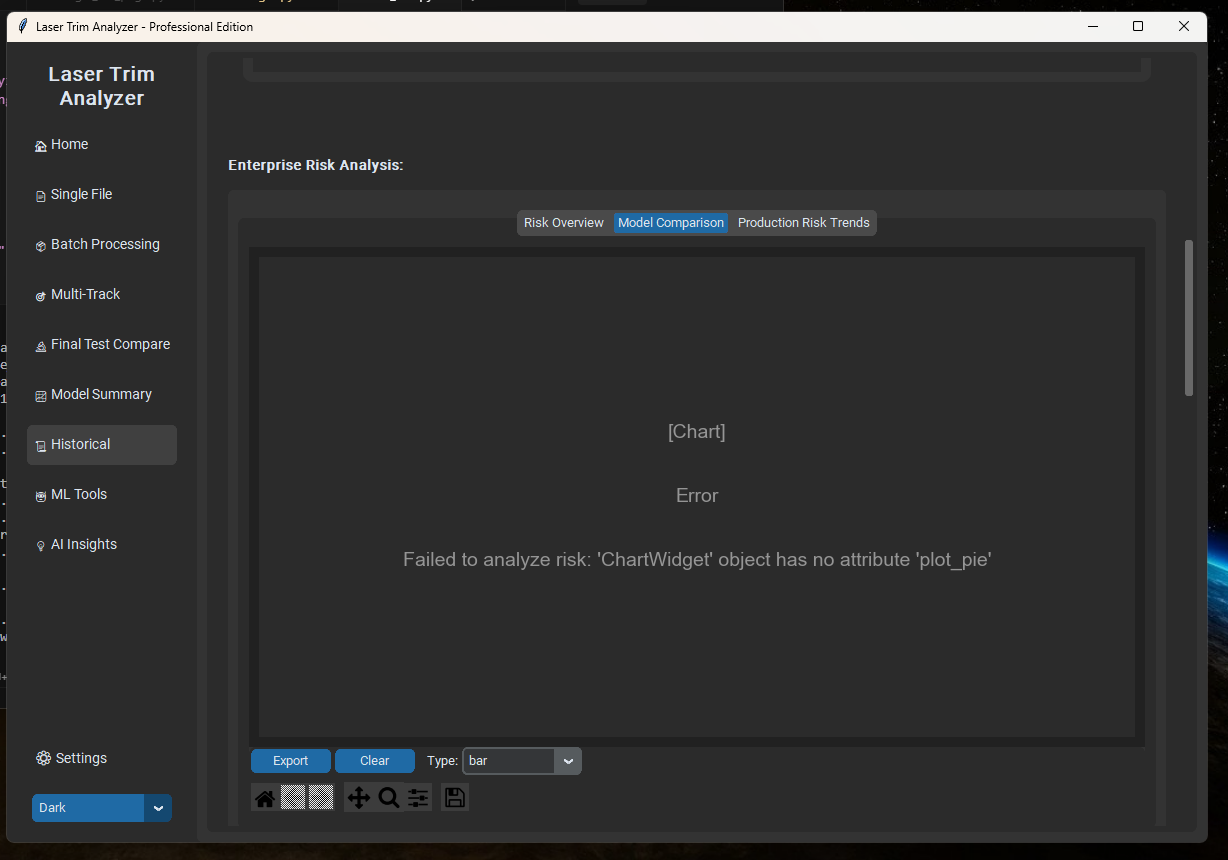 Laser Trim Analyzer - Professional Edition
Laser Trim
Analyzer
Home
Single File
Batch Processing
Multi-Track
Final Test Compare
Model Summary
Historical
ML Tools
AI Insights
Settings
Dark
Enterprise Risk Analysis:
Risk Overview
Model Comparison
Production Risk Trends
[Chart]
Error
Failed to analyze risk: 'ChartWidget' object has no attribute 'plot_pie'
Export
Clear
Type:
bar